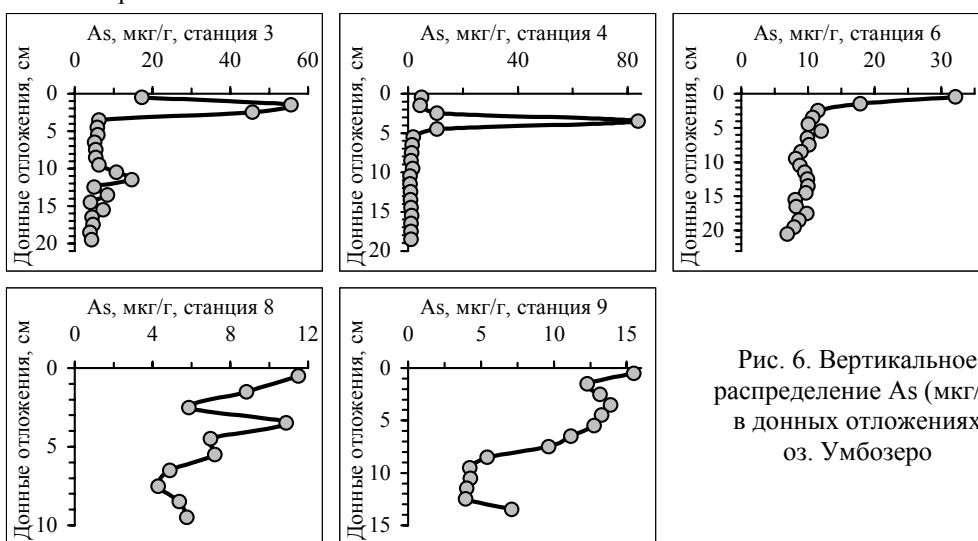 As, мкг/г, станция 3
0 20 40 60
Донные отложения, см
0
5
10
15
20
As, мкг/г, станция 4
0 40 80
Донные отложения, см
0
5
10
15
20
As, мкг/г, станция 6
0 10 20 30
Донные отложения, см
0
5
10
15
20
As, мкг/г, станция 8
0 4 8 12
Донные отложения, см
0
5
10
As, мкг/г, станция 9
0 5 10 15
Донные отложения, см
0
5
10
15
Рис. 6. Вертикальное
распределение As (мкг/
в донных отложениях
оз. Умбозеро